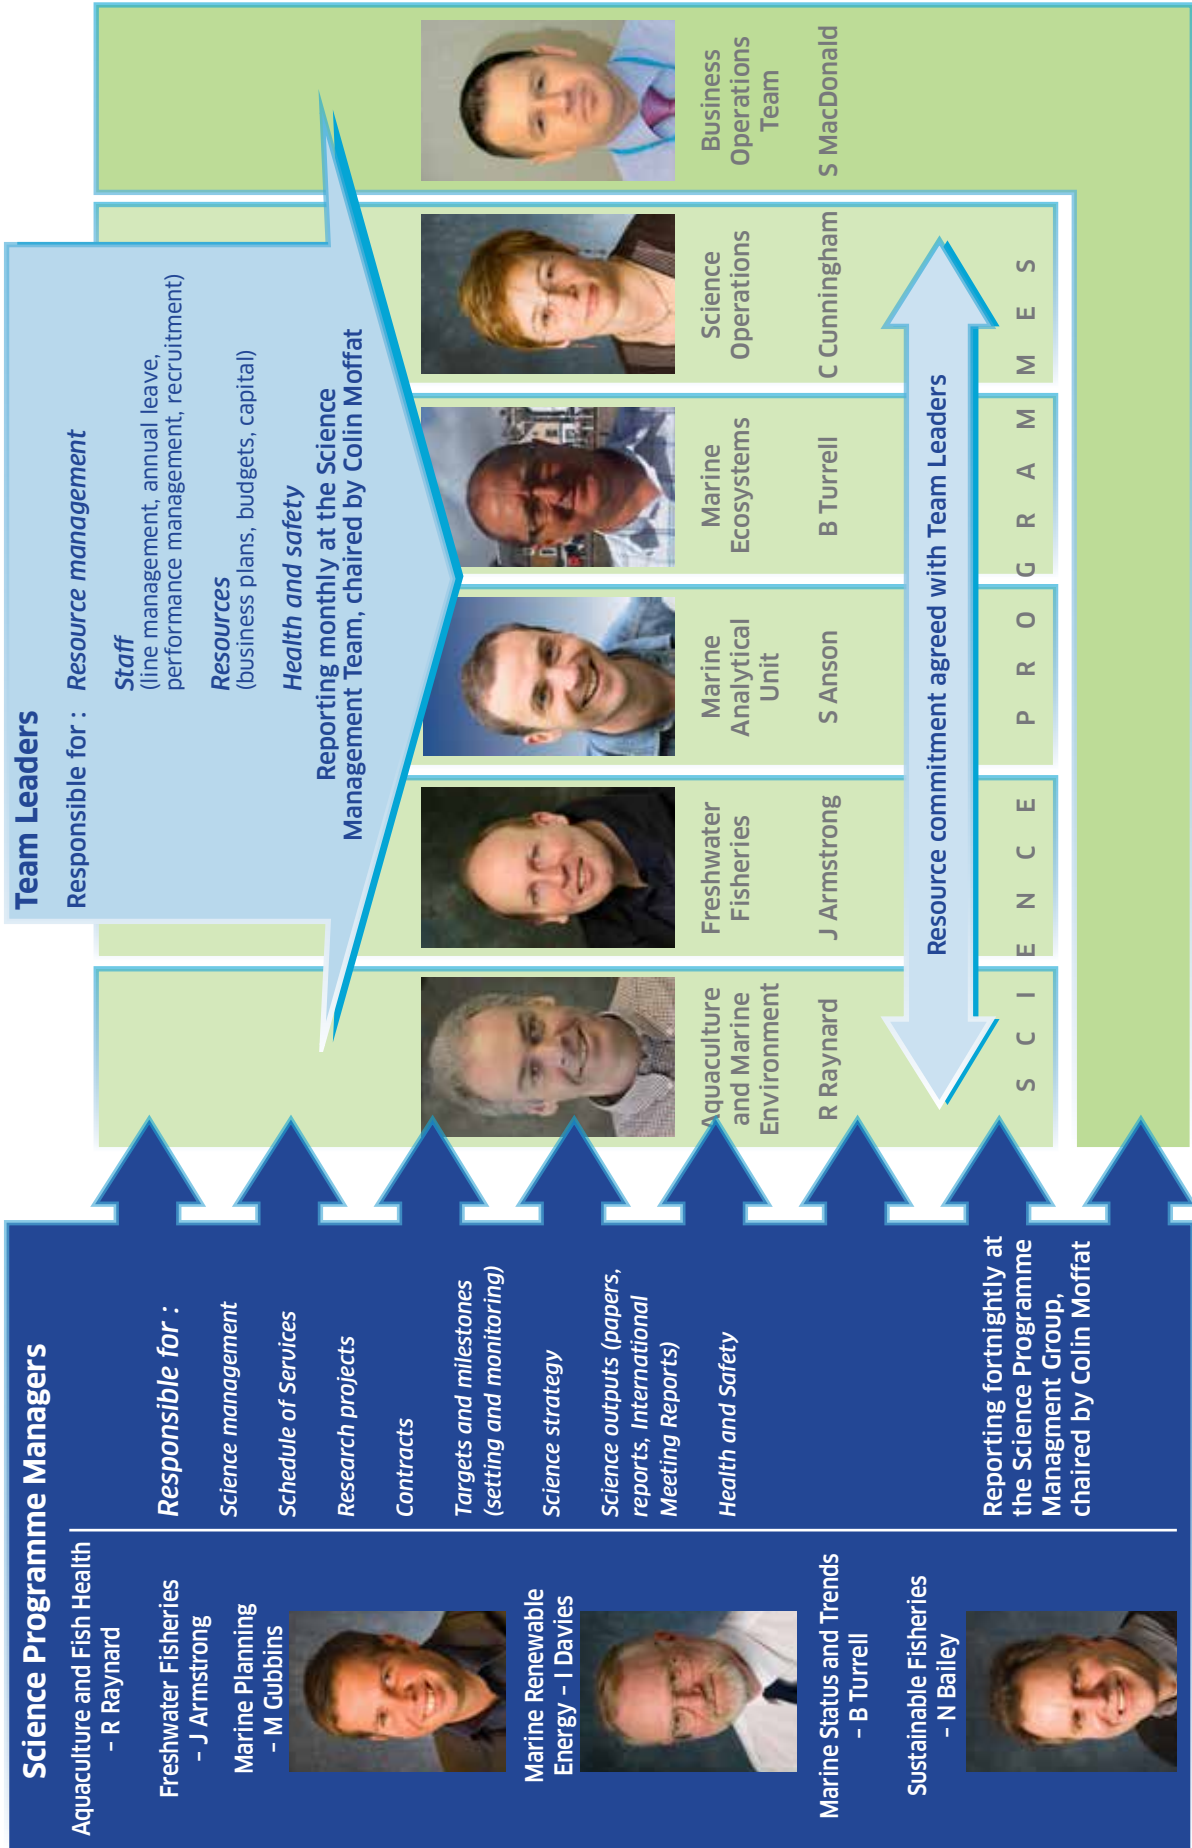 Science Programme Managers
Aquaculture and Fish Health
– R Raynard
Freshwater Fisheries
– J Armstrong
Marine Planning
– M Gubbins
Marine Renewable
Energy – I Davies
Marine Status and Trends
– B Turrell
Sustainable Fisheries
– N Bailey
Responsible for :
Science management
Schedule of Services
Research projects
Contracts
Targets and milestones
(setting and monitoring)
Science strategy
Science outputs (papers,
reports, International
Meeting Reports)
Health and Safety
Reporting fortnightly at
the Science Programme
Managment Group,
chaired by Colin Moffat
Team Leaders
Responsible for : Resource management
Staff
(line management, annual leave,
performance management, recruitment)
Resources
(business plans, budgets, capital)
Health and safety
Reporting monthly at the Science
Management Team, chaired by Colin Moffat
Aquaculture
and Marine
Environment
R Raynard
Freshwater
Fisheries
J Armstrong
Marine
Analytical
Unit
S Anson
Marine
Ecosystems
B Turrell
Science
Operations
C Cunningham
Business
Operations
Team
S MacDonald
Resource commitment agreed with Team Leaders
SCIENCE PROGRAMMES